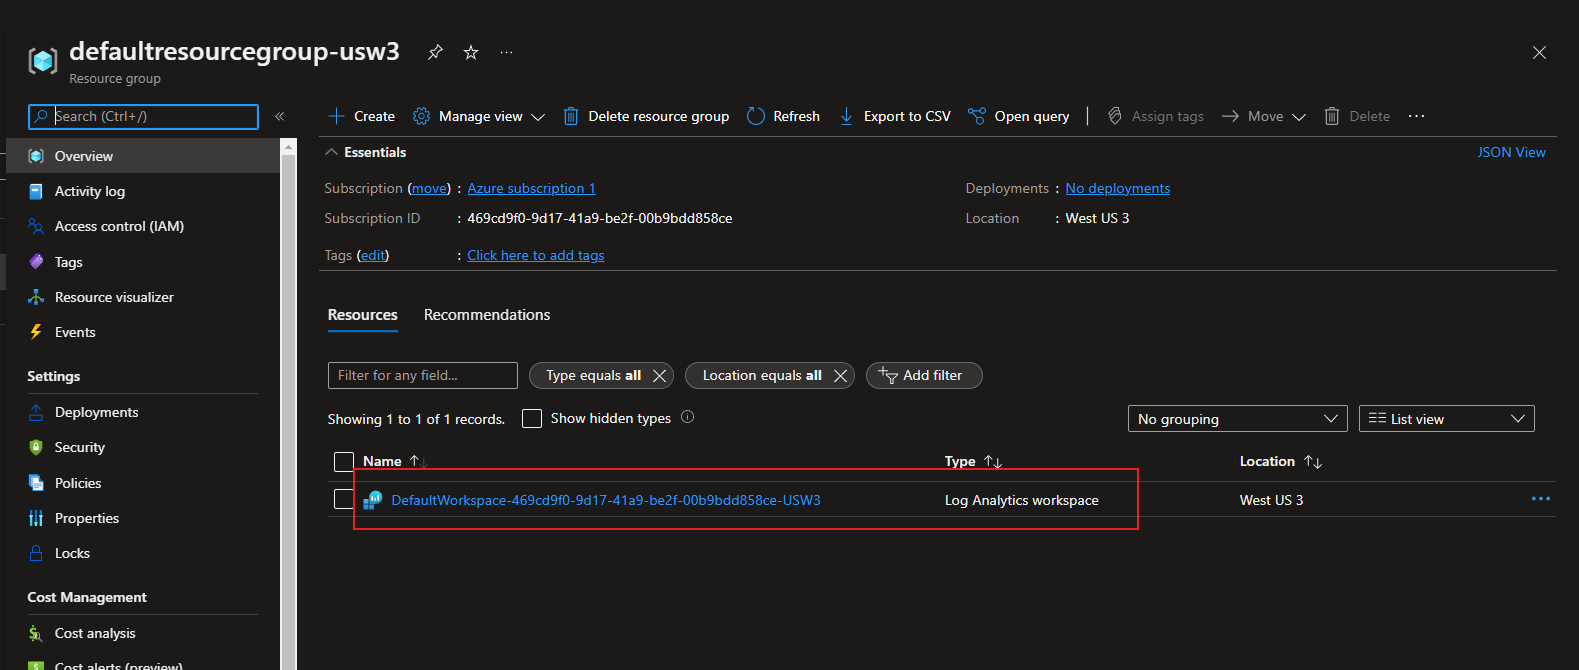 defaultresourcegroup-usw3
Resource group
Search (Ctrl+/)
Overview
Activity log
Access control (IAM)
Tags
Resource visualizer
Events
Settings
Deployments
Security
Policies
Properties
Locks
Cost Management
Cost analysis
Cost alerts (preview)
Create Manage view Delete resource group Refresh Export to CSV Open query Assign tags Move Delete
Essentials JSON View
Subscription (move) : Azure subscription 1 Deployments : No deployments
Subscription ID : 469cd9f0-9d17-41a9-be2f-00b9bdd858ce Location : West US 3
Tags (edit) : Click here to add tags
Resources Recommendations
Filter for any field... Type equals all Location equals all Add filter
Showing 1 to 1 of 1 records. Show hidden types No grouping List view
Name Type Location
DefaultWorkspace-469cd9f0-9d17-41a9-be2f-00b9bdd858ce-USW3 Log Analytics workspace West US 3